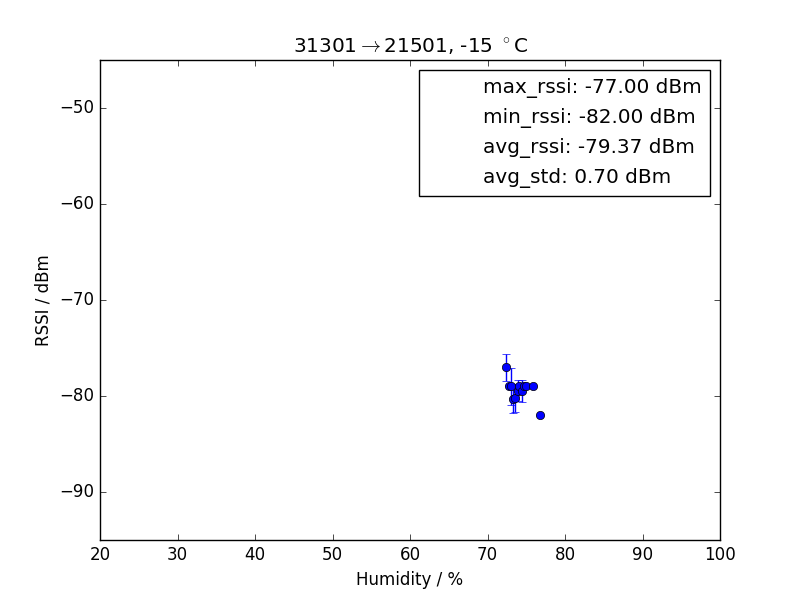 31301→21501, -15 °C
max_rssi: -77.00 dBm
min_rssi: -82.00 dBm
avg_rssi: -79.37 dBm
avg_std: 0.70 dBm
RSSI / dBm
−50
−60
−70
−80
−90
20 30 40 50 60 70 80 90 100
Humidity / %